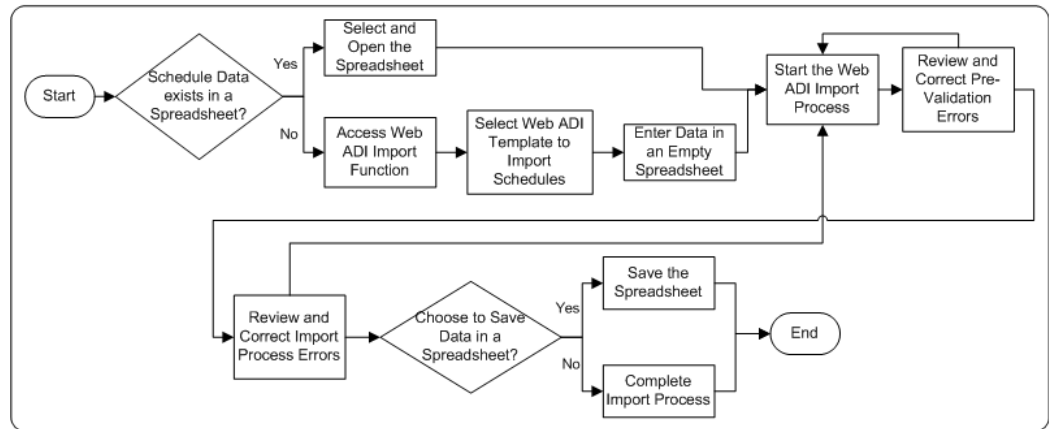 Start
Schedule Data
exists in a
Spreadsheet?
Yes
No
Select and
Open the
Spreadsheet
Access Web
ADI Import
Function
Select Web ADI
Template to
Import
Schedules
Enter Data in
an Empty
Spreadsheet
Start the Web
ADI Import
Process
Review and
Correct Pre-
Validation
Errors
Review and
Correct Import
Process Errors
Choose to Save
Data in a
Spreadsheet?
Yes
No
Save the
Spreadsheet
Complete
Import Process
End